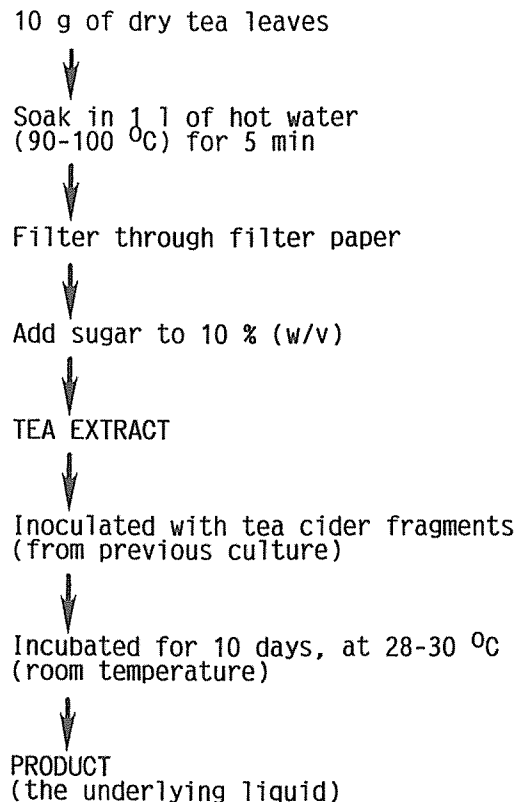 10 g of dry tea leaves
Soak in 1 l of hot water
(90-100 °C) for 5 min
Filter through filter paper
Add sugar to 10 % (w/v)
TEA EXTRACT
Inoculated with tea cider fragments
(from previous culture)
Incubated for 10 days, at 28-30 °C
(room temperature)
PRODUCT
(the underlying liquid)